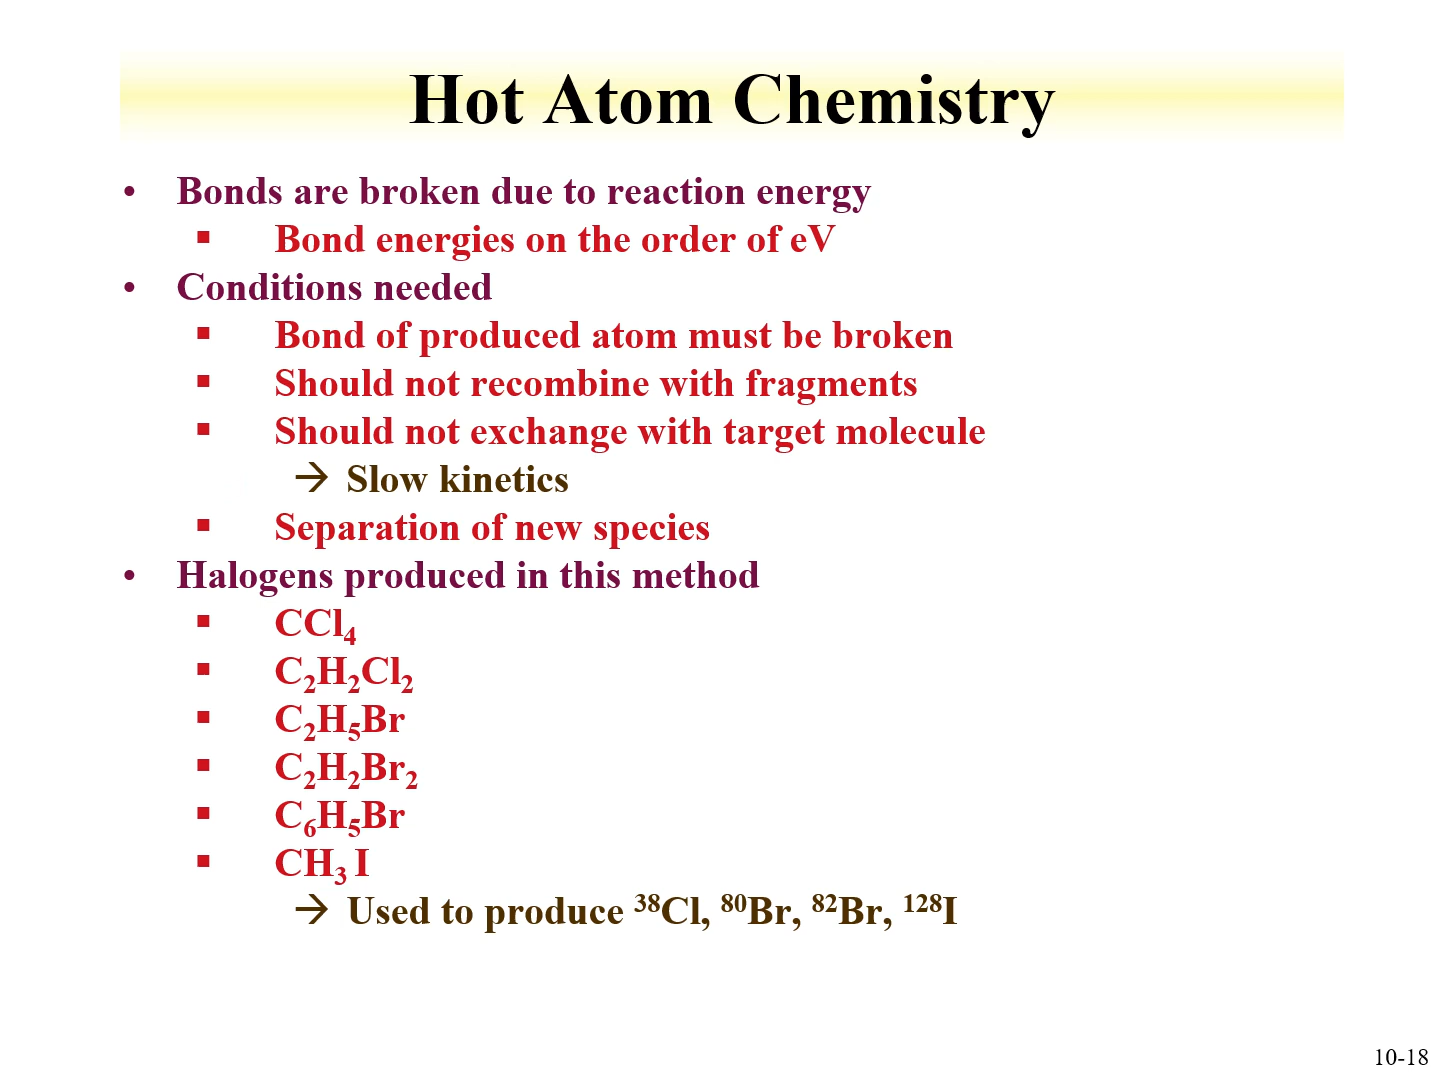 Hot Atom Chemistry
• Bonds are broken due to reaction energy
▪ Bond energies on the order of eV
• Conditions needed
▪ Bond of produced atom must be broken
▪ Should not recombine with fragments
▪ Should not exchange with target molecule
→ Slow kinetics
▪ Separation of new species
• Halogens produced in this method
▪ CCl₄
▪ C₂H₂Cl₂
▪ C₂H₅Br
▪ C₂H₂Br₂
▪ C₆H₅Br
▪ CH₃ I
→ Used to produce ³⁸Cl, ⁸⁰Br, ⁸²Br, ¹²⁸I
10-18